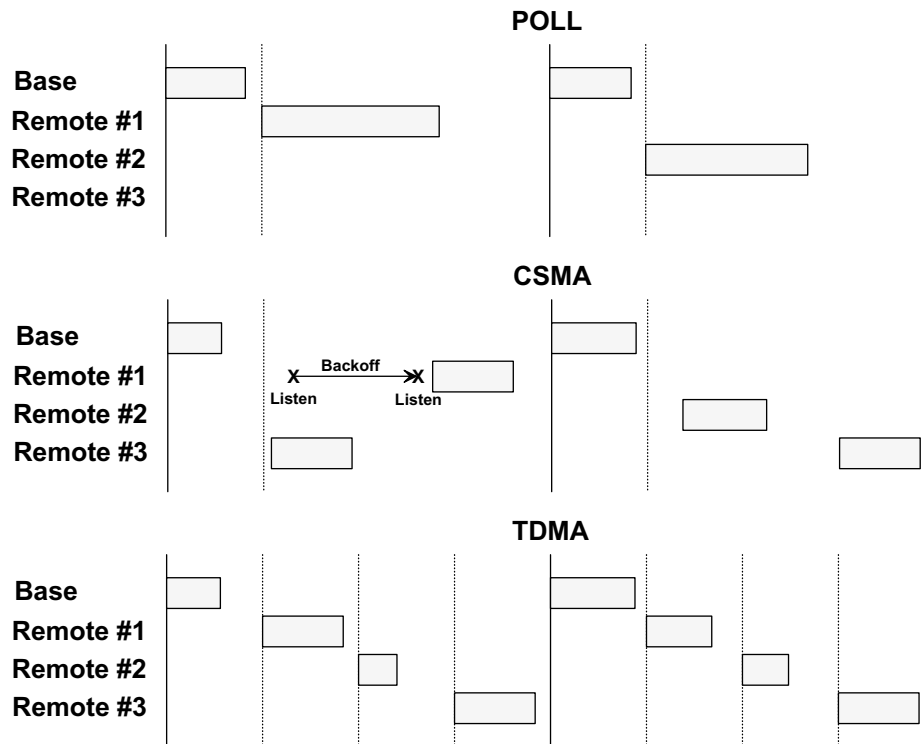 POLL
Base
Remote #1
Remote #2
Remote #3
CSMA
Base
Remote #1
Backoff
X
X
Listen
Listen
Remote #2
Remote #3
TDMA
Base
Remote #1
Remote #2
Remote #3